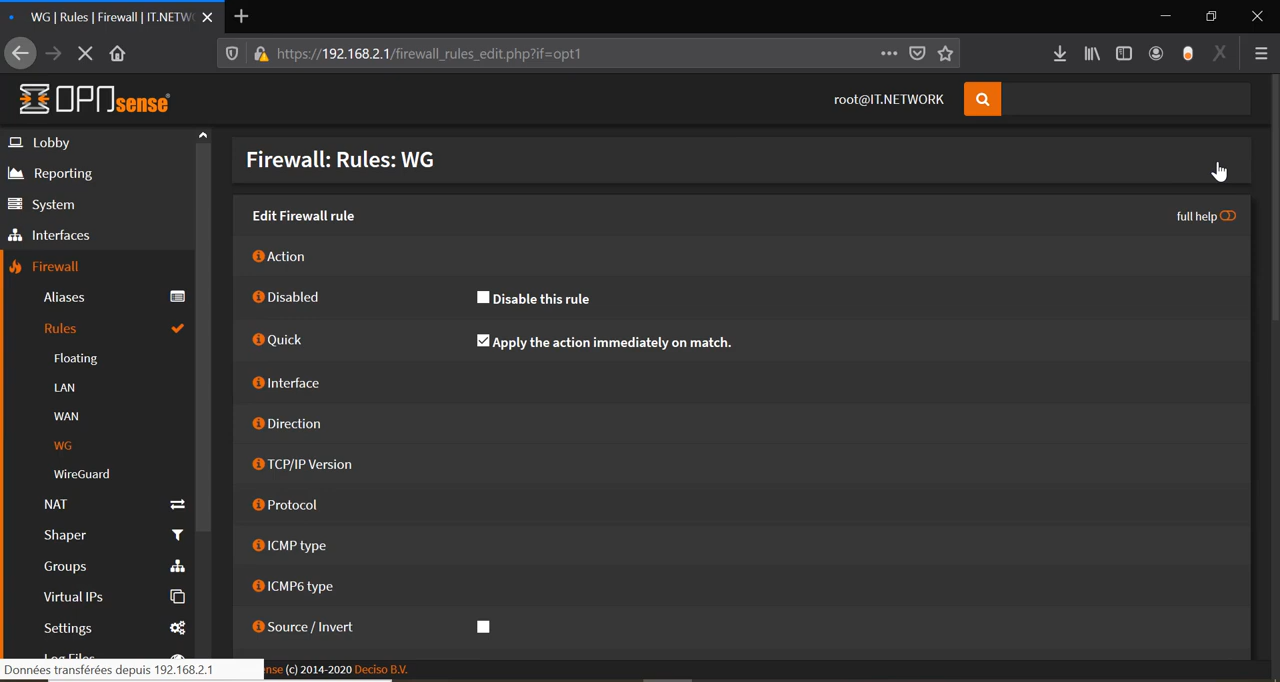 WG | Rules | Firewall | IT.NETW
https://192.168.2.1/firewall_rules_edit.php?if=opt1
OPNsense
root@IT.NETWORK
Lobby
Reporting
System
Interfaces
Firewall
Aliases
Rules
Floating
LAN
WAN
WG
WireGuard
NAT
Shaper
Groups
Virtual IPs
Settings
Log Files
Firewall: Rules: WG
Edit Firewall rule
full help
Action
Disabled
Disable this rule
Quick
Apply the action immediately on match.
Interface
Direction
TCP/IP Version
Protocol
ICMP type
ICMP6 type
Source / Invert
Données transférées depuis 192.168.2.1
nse (c) 2014-2020 Deciso B.V.